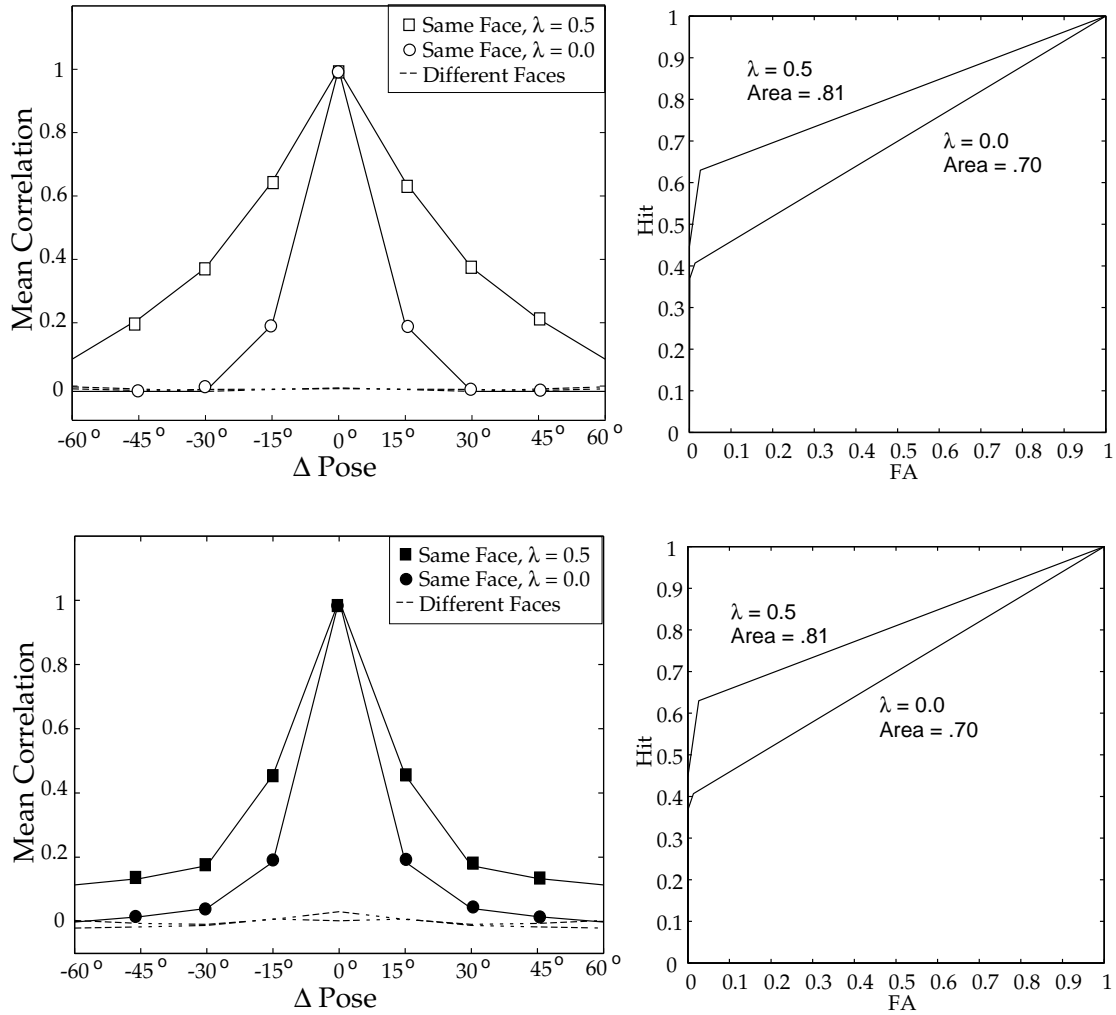 Same Face, λ = 0.5
Same Face, λ = 0.0
Different Faces
1
0.8
0.6
0.4
0.2
0
Mean Correlation
-60° -45° -30° -15° 0° 15° 30° 45° 60°
Δ Pose
1
0.9
0.8
0.7
0.6
0.5
0.4
0.3
0.2
0.1
0
Hit
λ = 0.5
Area = .81
λ = 0.0
Area = .70
0 0.1 0.2 0.3 0.4 0.5 0.6 0.7 0.8 0.9 1
FA
Same Face, λ = 0.5
Same Face, λ = 0.0
Different Faces
1
0.8
0.6
0.4
0.2
0
Mean Correlation
-60° -45° -30° -15° 0° 15° 30° 45° 60°
Δ Pose
1
0.9
0.8
0.7
0.6
0.5
0.4
0.3
0.2
0.1
0
Hit
λ = 0.5
Area = .81
λ = 0.0
Area = .70
0 0.1 0.2 0.3 0.4 0.5 0.6 0.7 0.8 0.9 1
FA